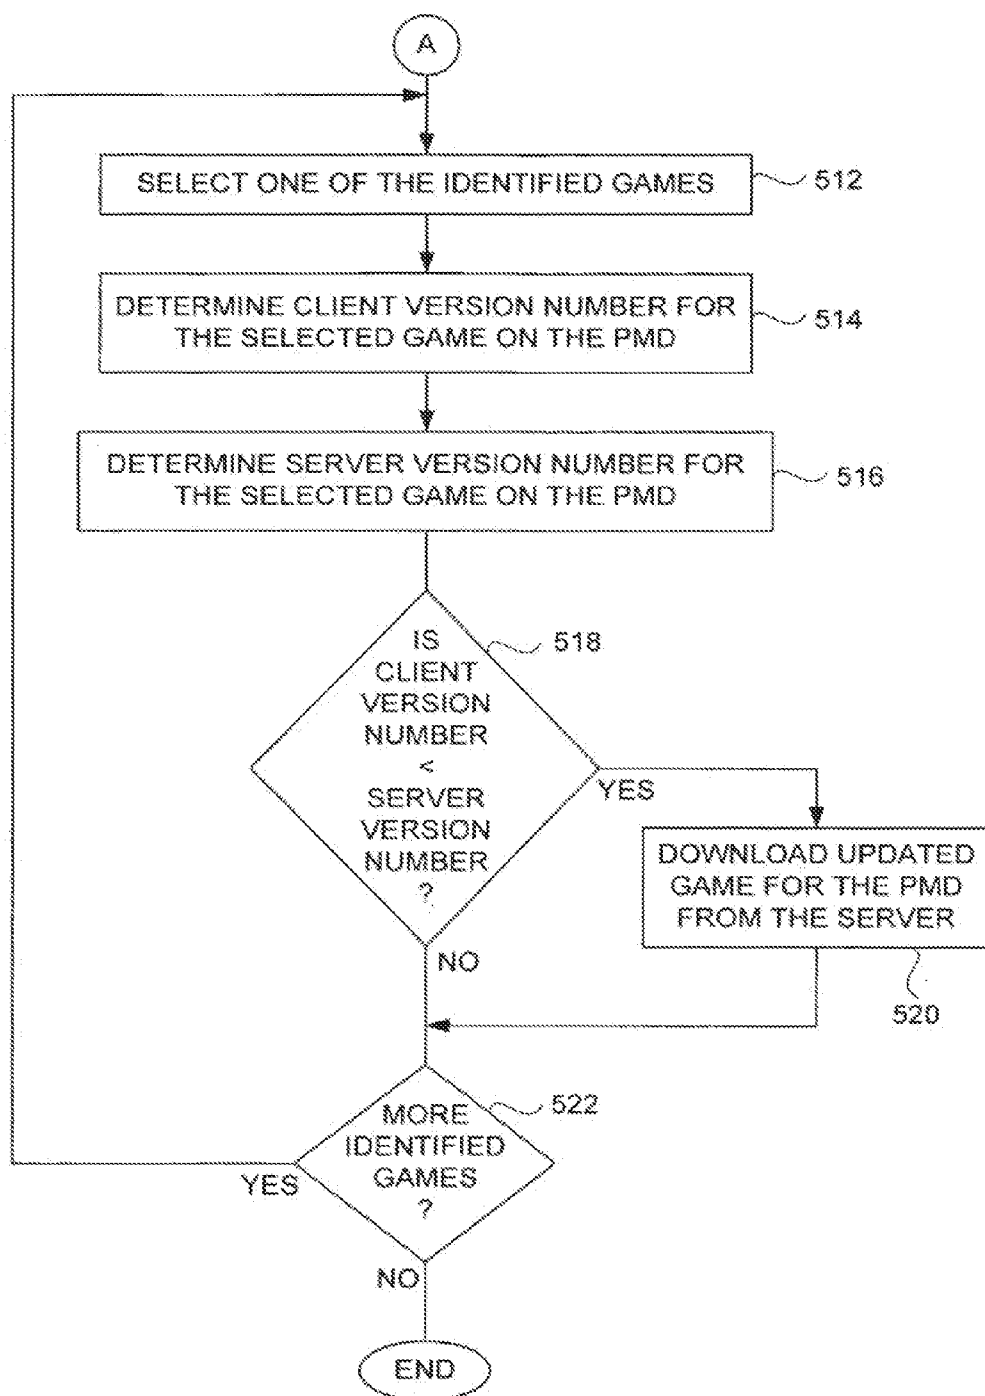 A
SELECT ONE OF THE IDENTIFIED GAMES
512
DETERMINE CLIENT VERSION NUMBER FOR
THE SELECTED GAME ON THE PMD
514
DETERMINE SERVER VERSION NUMBER FOR
THE SELECTED GAME ON THE PMD
516
IS
CLIENT
VERSION
NUMBER
<
SERVER
VERSION
NUMBER
?
518
YES
DOWNLOAD UPDATED
GAME FOR THE PMD
FROM THE SERVER
520
NO
MORE
IDENTIFIED
GAMES
?
522
YES
NO
END